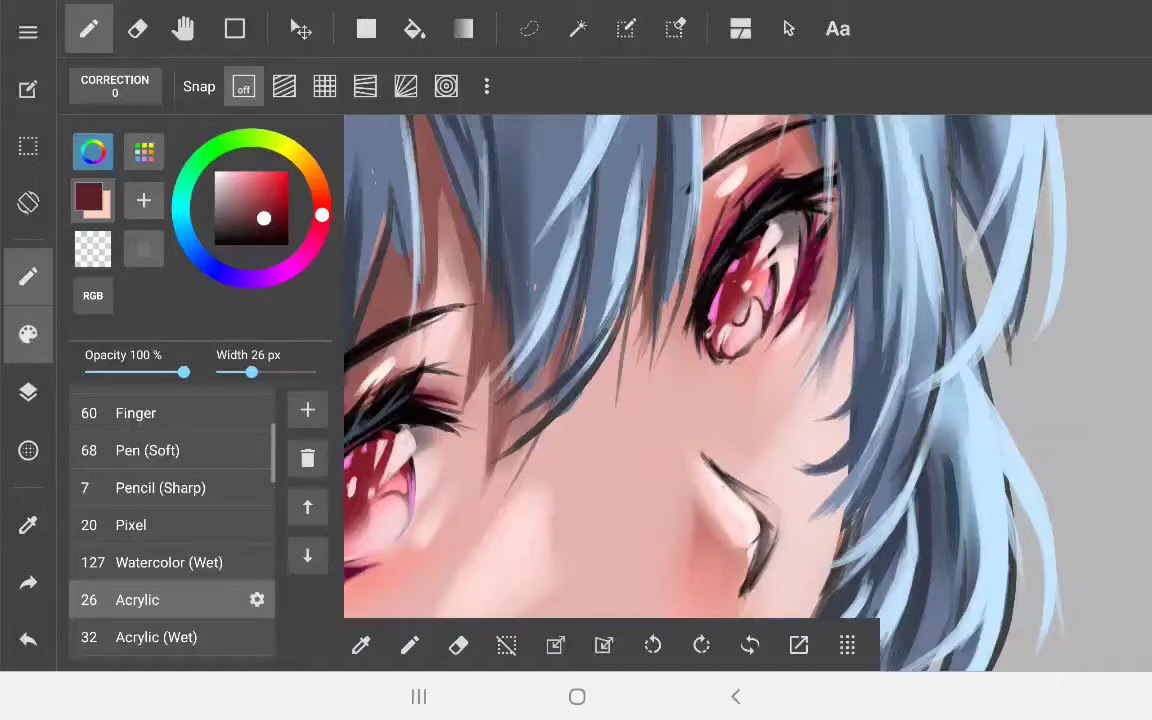 Aa
CORRECTION
0
Snap
off
RGB
Opacity 100 %
Width 26 px
60 Finger
68 Pen (Soft)
7 Pencil (Sharp)
20 Pixel
127 Watercolor (Wet)
26 Acrylic
32 Acrylic (Wet)